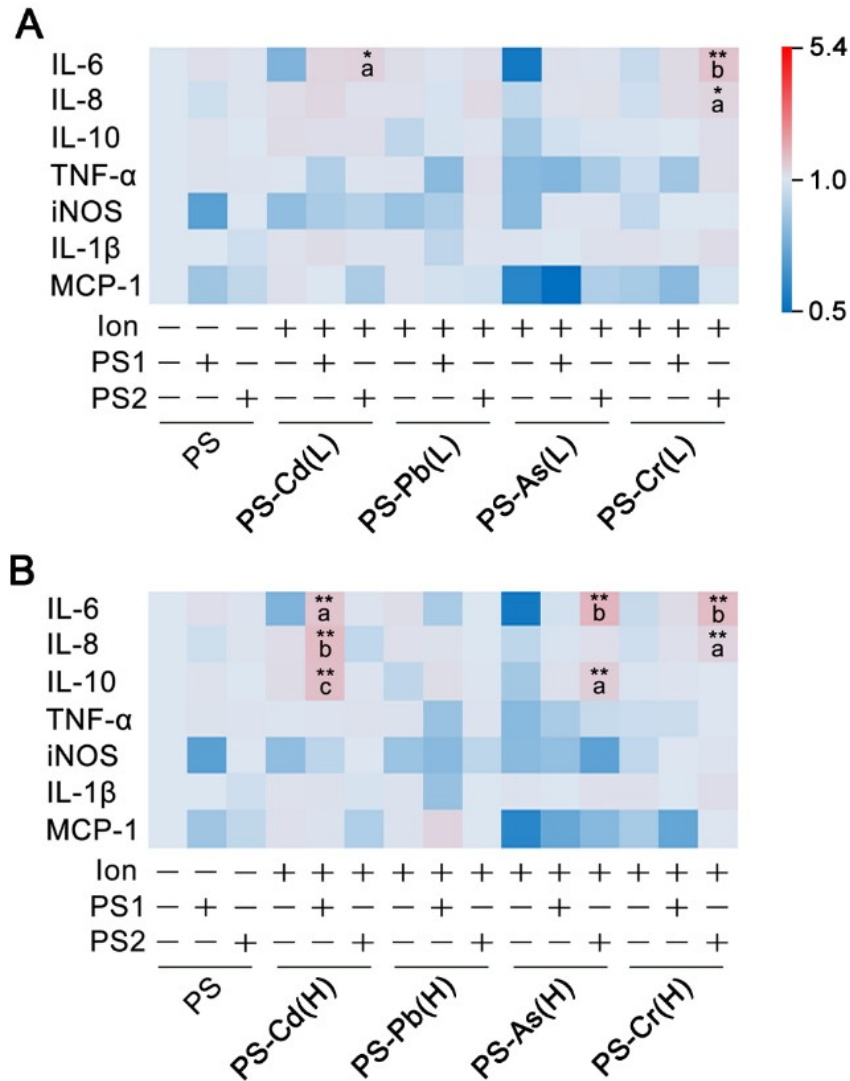 A
IL-6 * a ** b
IL-8 * a
IL-10
TNF-α
iNOS
IL-1β
MCP-1
5.4
1.0
0.5
Ion — — — + + + + + + + + + + + +
PS1 — + — — + — — + — — + — — + —
PS2 — — + — — + — — + — — + — — +
PS PS-Cd(L) PS-Pb(L) PS-As(L) PS-Cr(L)
B
IL-6 ** a ** b ** b
IL-8 ** b ** a
IL-10 ** c ** a
TNF-α
iNOS
IL-1β
MCP-1
Ion — — — + + + + + + + + + + + +
PS1 — + — — + — — + — — + — — + —
PS2 — — + — — + — — + — — + — — +
PS PS-Cd(H) PS-Pb(H) PS-As(H) PS-Cr(H)